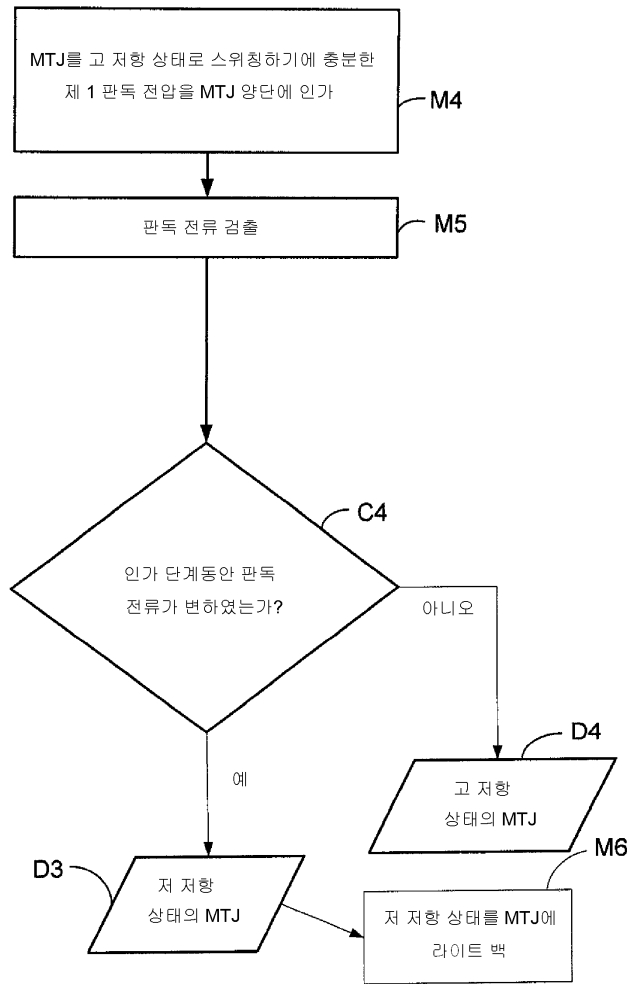 MTJ를 고 저항 상태로 스위칭하기에 충분한
제 1 판독 전압을 MTJ 양단에 인가
M4
판독 전류 검출
M5
C4
인가 단계동안 판독
전류가 변하였는가?
아니오
예
D4
고 저항
상태의 MTJ
D3
저 저항
상태의 MTJ
M6
저 저항 상태를 MTJ에
라이트 백